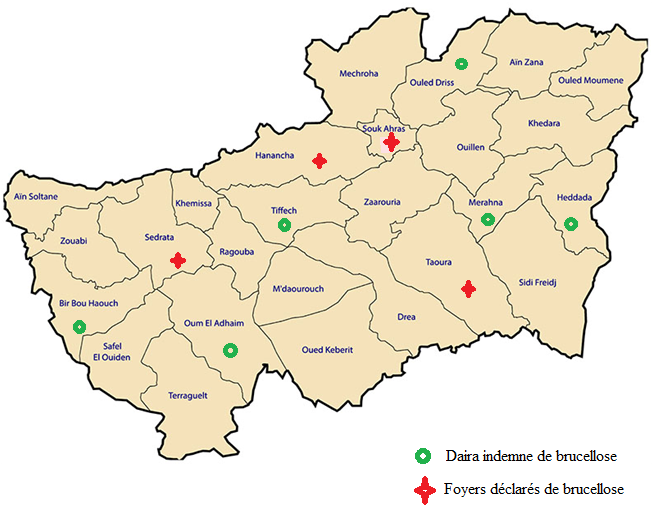 Aïn Zana
Mechroha
Ouled Driss
Ouled Moumene
Khedara
Souk Ahras
Ouillen
Hanancha
Aïn Soltane
Khemissa
Zaarouria
Merahna
Heddada
Tiffech
Zouabi
Sedrata
Ragouba
Taoura
M'daourouch
Sidi Freidj
Bir Bou Haouch
Drea
Oum El Adhaim
Safel
El Ouiden
Oued Keberit
Terraguelt
Daira indemne de brucellose
Foyers déclarés de brucellose